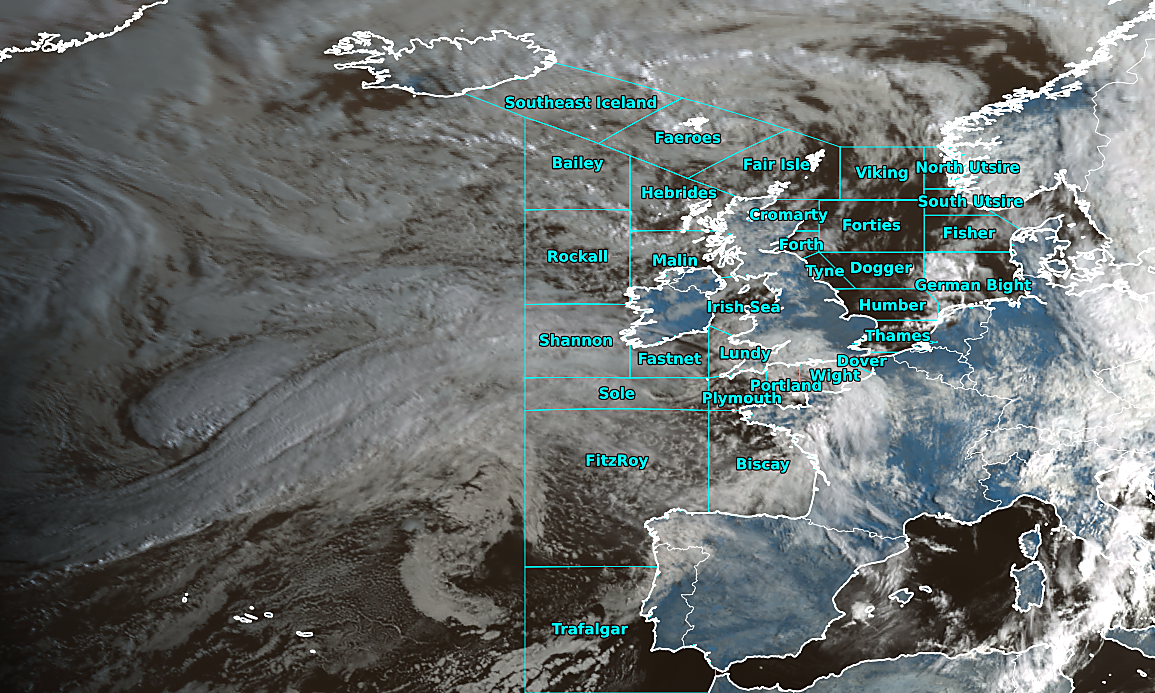 Southeast Iceland
Faeroes
Bailey
Fair Isle
Viking
North Utsire
Hebrides
South Utsire
Cromarty
Forties
Fisher
Forth
Rockall
Malin
Tyne
Dogger
German Bight
Irish Sea
Humber
Shannon
Thames
Fastnet
Lundy
Dover
Wight
Portland
Sole
Plymouth
FitzRoy
Biscay
Trafalgar